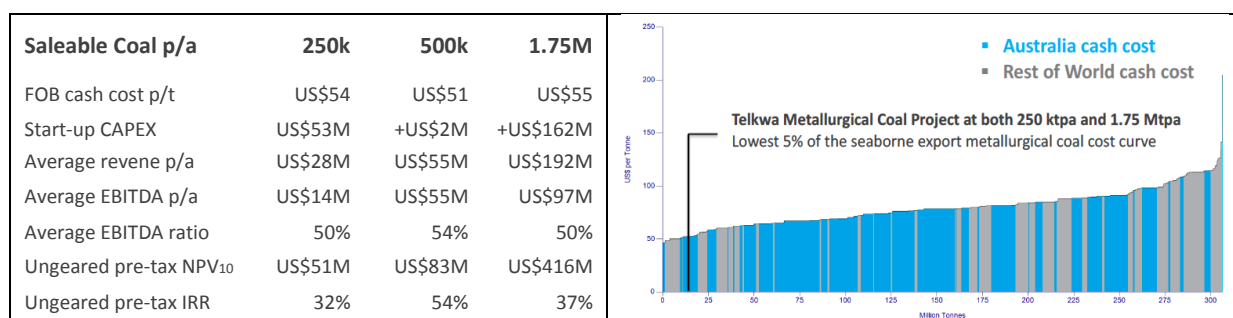 Saleable Coal p/a 250k 500k 1.75M
FOB cash cost p/t US$54 US$51 US$55
Start-up CAPEX US$53M +US$2M +US$162M
Average revene p/a US$28M US$55M US$192M
Average EBITDA p/a US$14M US$55M US$97M
Average EBITDA ratio 50% 54% 50%
Ungeared pre-tax NPV10 US$51M US$83M US$416M
Ungeared pre-tax IRR 32% 54% 37%
250
Australia cash cost
Rest of World cash cost
200
Telkwa Metallurgical Coal Project at both 250 ktpa and 1.75 Mtpa
Lowest 5% of the seaborne export metallurgical coal cost curve
150
US$ per Tonne
100
50
0
0 25 50 75 100 125 150 175 200 225 250 275 300
Million Tonnes